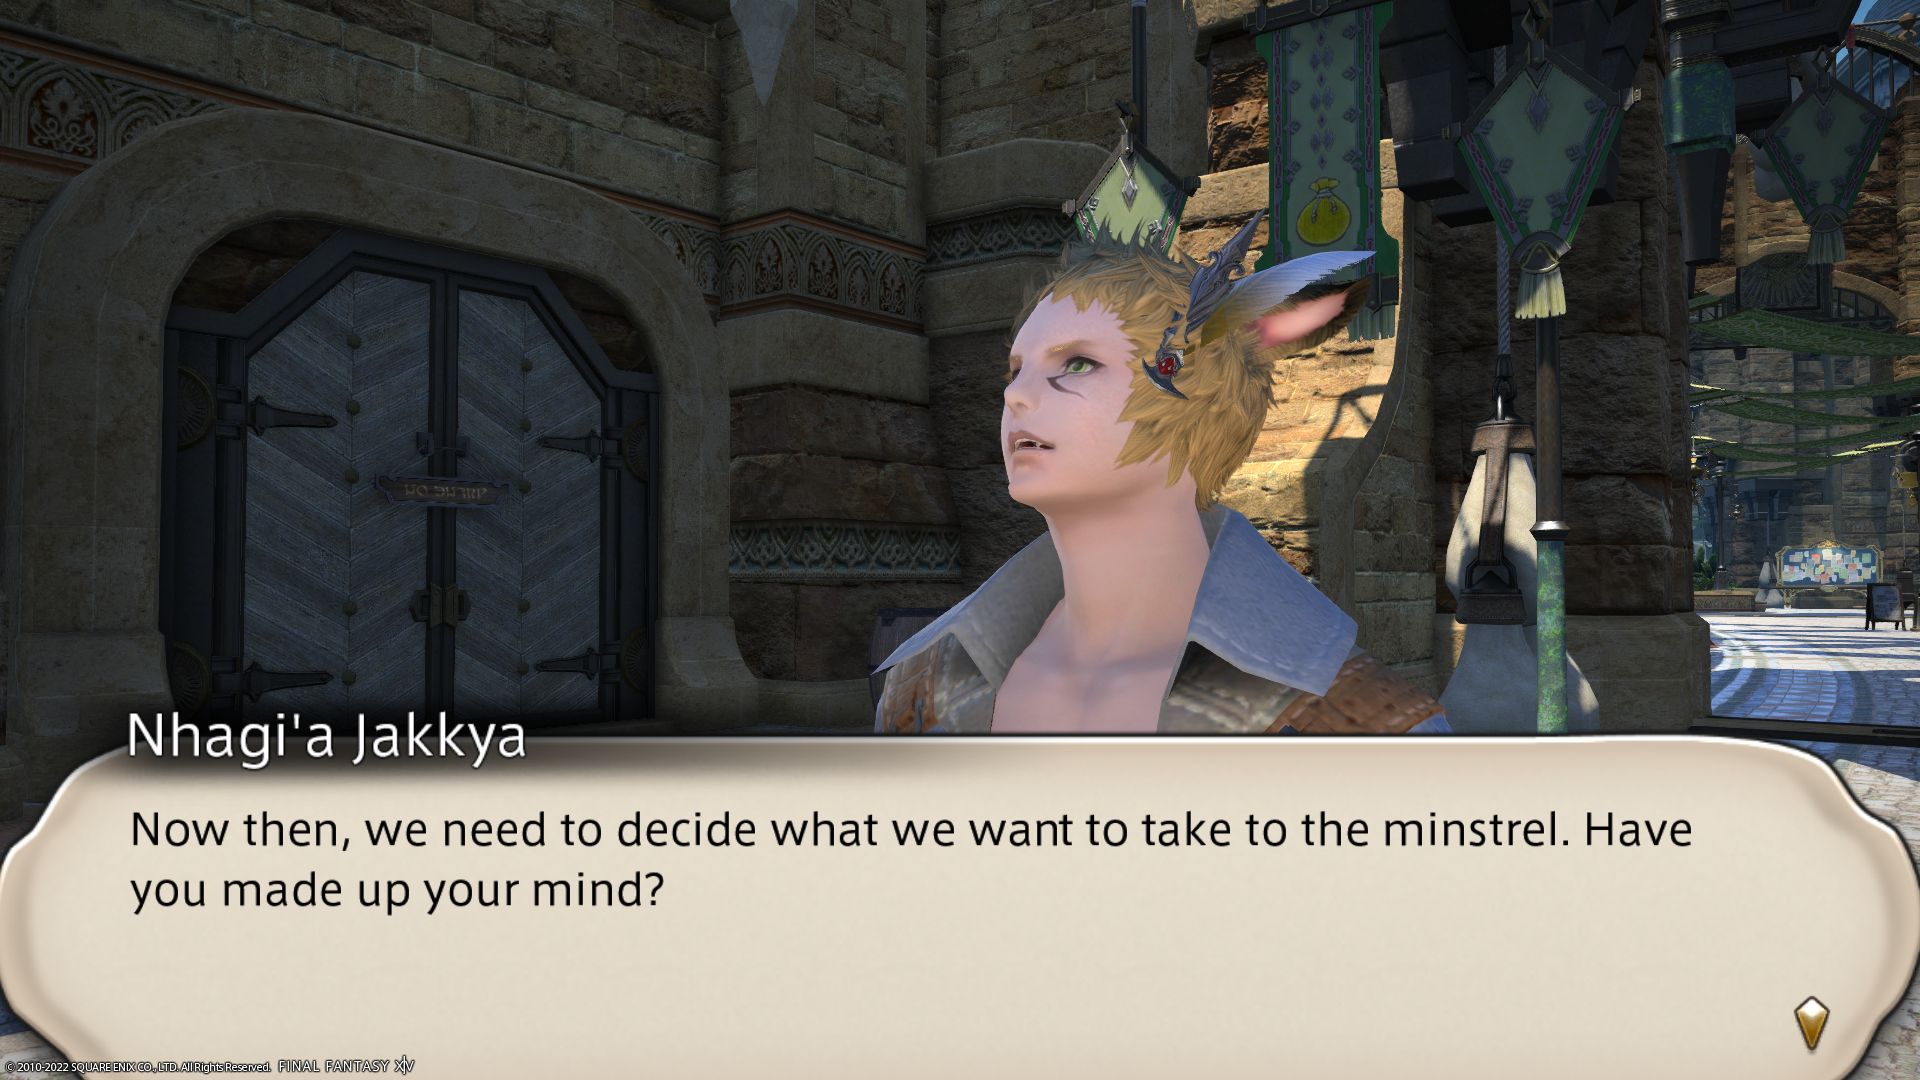 Nhagi'a Jakkya
Now then, we need to decide what we want to take to the minstrel. Have
you made up your mind?
© 2010-2022 SQUARE ENIX CO., LTD. All Rights Reserved. FINAL FANTASY XIV